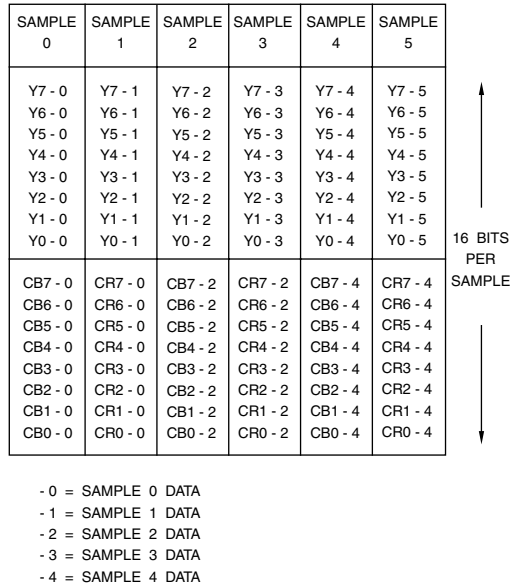 SAMPLE SAMPLE SAMPLE SAMPLE SAMPLE SAMPLE
0 1 2 3 4 5
Y7 - 0 Y7 - 1 Y7 - 2 Y7 - 3 Y7 - 4 Y7 - 5
Y6 - 0 Y6 - 1 Y6 - 2 Y6 - 3 Y6 - 4 Y6 - 5
Y5 - 0 Y5 - 1 Y5 - 2 Y5 - 3 Y5 - 4 Y5 - 5
Y4 - 0 Y4 - 1 Y4 - 2 Y4 - 3 Y4 - 4 Y4 - 5
Y3 - 0 Y3 - 1 Y3 - 2 Y3 - 3 Y3 - 4 Y3 - 5
Y2 - 0 Y2 - 1 Y2 - 2 Y2 - 3 Y2 - 4 Y2 - 5
Y1 - 0 Y1 - 1 Y1 - 2 Y1 - 3 Y1 - 4 Y1 - 5
Y0 - 0 Y0 - 1 Y0 - 2 Y0 - 3 Y0 - 4 Y0 - 5
16 BITS
PER
SAMPLE
CB7 - 0 CR7 - 0 CB7 - 2 CR7 - 2 CB7 - 4 CR7 - 4
CB6 - 0 CR6 - 0 CB6 - 2 CR6 - 2 CB6 - 4 CR6 - 4
CB5 - 0 CR5 - 0 CB5 - 2 CR5 - 2 CB5 - 4 CR5 - 4
CB4 - 0 CR4 - 0 CB4 - 2 CR4 - 2 CB4 - 4 CR4 - 4
CB3 - 0 CR3 - 0 CB3 - 2 CR3 - 2 CB3 - 4 CR3 - 4
CB2 - 0 CR2 - 0 CB2 - 2 CR2 - 2 CB2 - 4 CR2 - 4
CB1 - 0 CR1 - 0 CB1 - 2 CR1 - 2 CB1 - 4 CR1 - 4
CB0 - 0 CR0 - 0 CB0 - 2 CR0 - 2 CB0 - 4 CR0 - 4
- 0 = SAMPLE 0 DATA
- 1 = SAMPLE 1 DATA
- 2 = SAMPLE 2 DATA
- 3 = SAMPLE 3 DATA
- 4 = SAMPLE 4 DATA